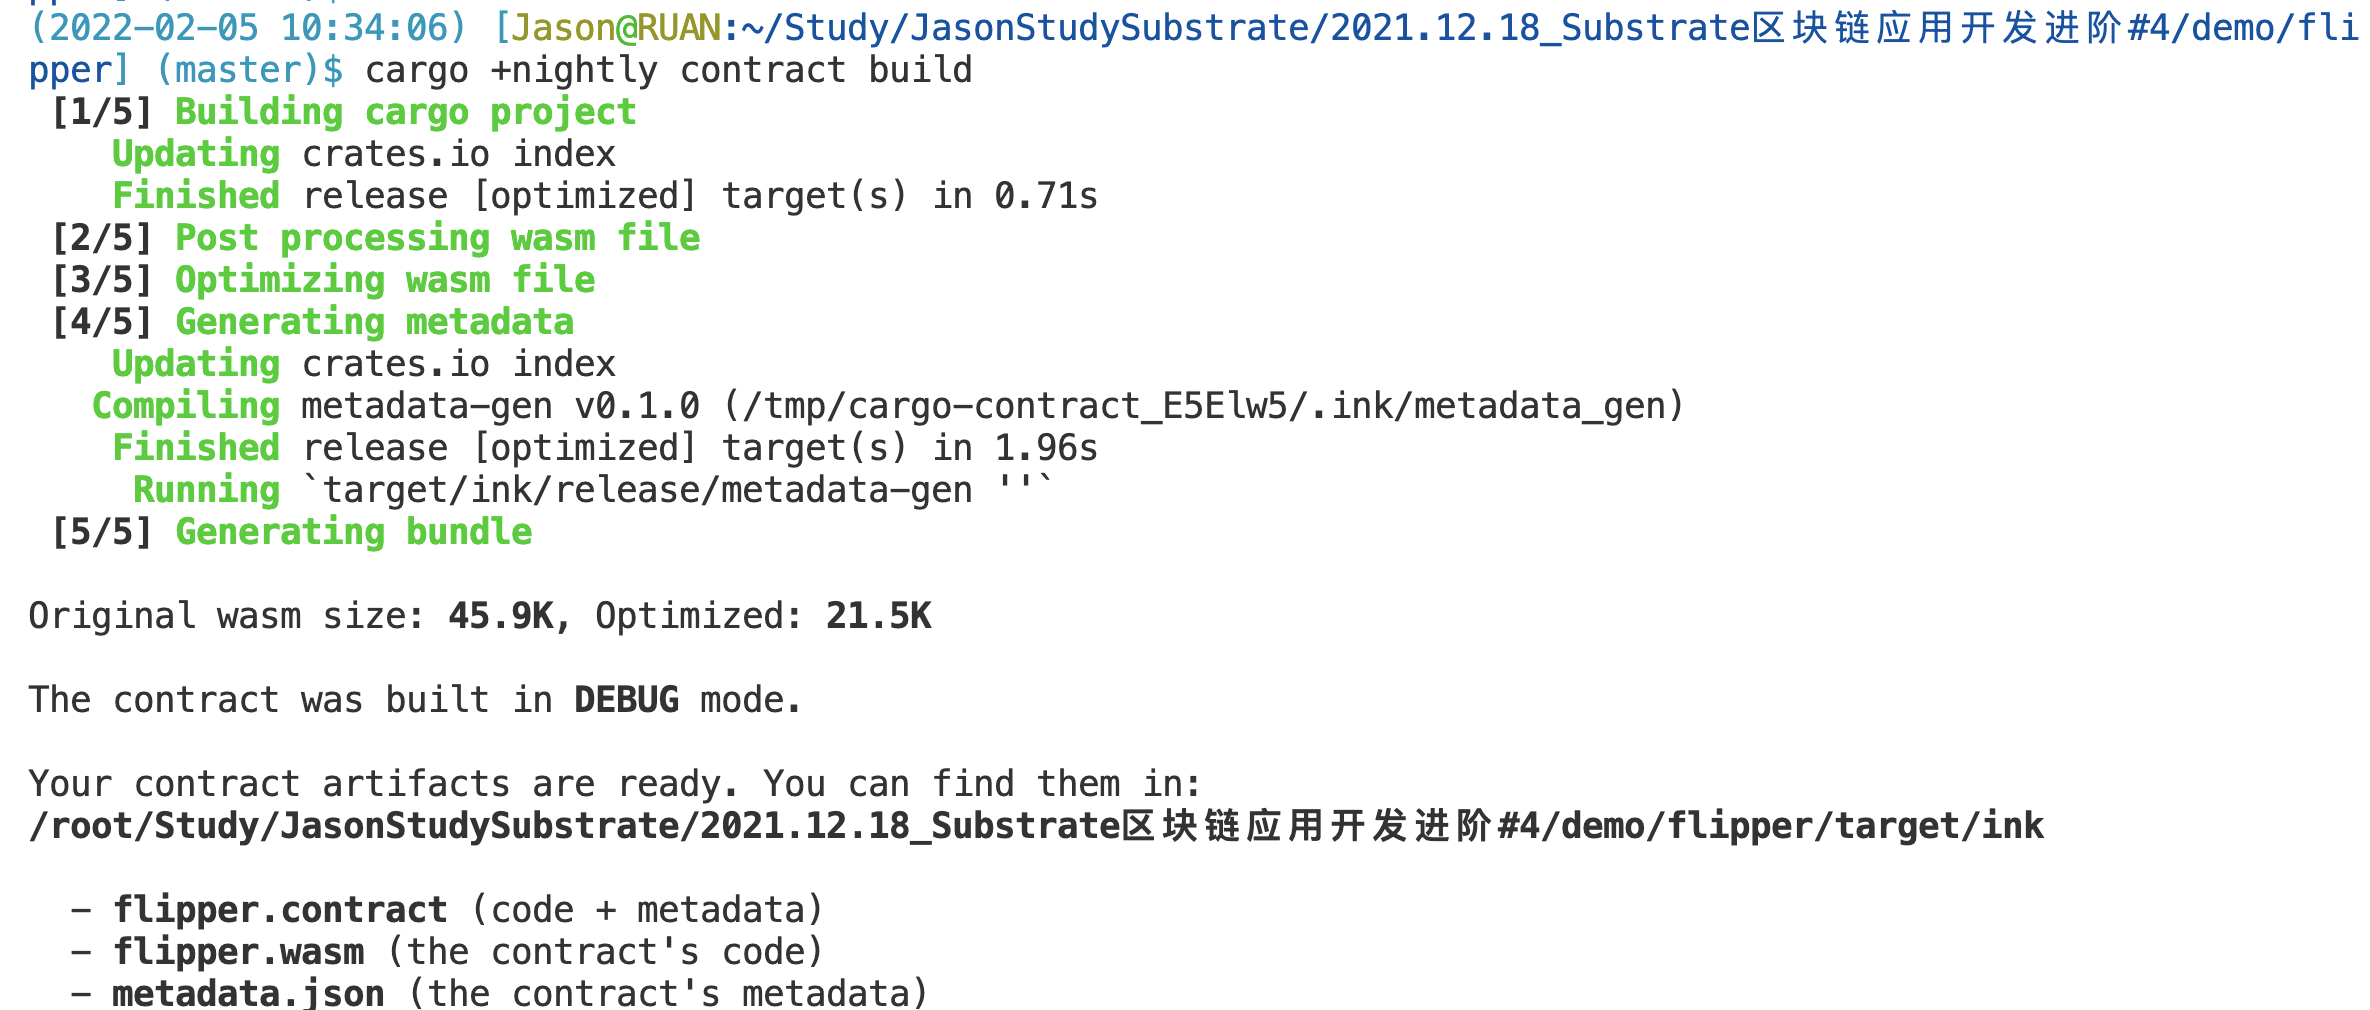 (2022-02-05 10:34:06) [Jason@RUAN:~/Study/JasonStudySubstrate/2021.12.18_Substrate区块链应用开发进阶#4/demo/fli
pper] (master)$ cargo +nightly contract build
[1/5] Building cargo project
Updating crates.io index
Finished release [optimized] target(s) in 0.71s
[2/5] Post processing wasm file
[3/5] Optimizing wasm file
[4/5] Generating metadata
Updating crates.io index
Compiling metadata-gen v0.1.0 (/tmp/cargo-contract_E5Elw5/.ink/metadata_gen)
Finished release [optimized] target(s) in 1.96s
Running `target/ink/release/metadata-gen ''`
[5/5] Generating bundle
Original wasm size: 45.9K, Optimized: 21.5K
The contract was built in DEBUG mode.
Your contract artifacts are ready. You can find them in:
/root/Study/JasonStudySubstrate/2021.12.18_Substrate区块链应用开发进阶#4/demo/flipper/target/ink
– flipper.contract (code + metadata)
– flipper.wasm (the contract's code)
– metadata.json (the contract's metadata)